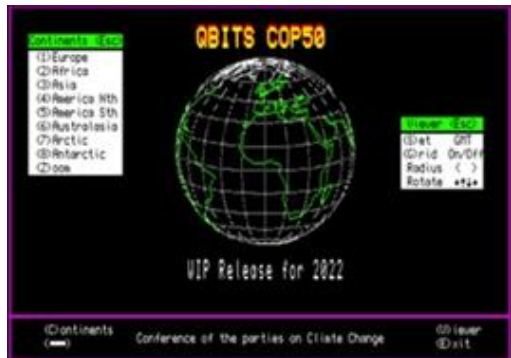 QBITS COP50
Continents (Esc)
(1)Europe
(2)Africa
(3)Asia
(4)America Nth
(5)America Sth
(6)Australasia
(7)Arctic
(8)Antarctic
(Z)oom
Viewer (Esc)
(S)et GMT
(G)rid On/Off
Radius < >
Rotate
WIP Release for 2022
(C)ontinents
Conference of the parties on Cliate Change
(V)iewer
(E)xit